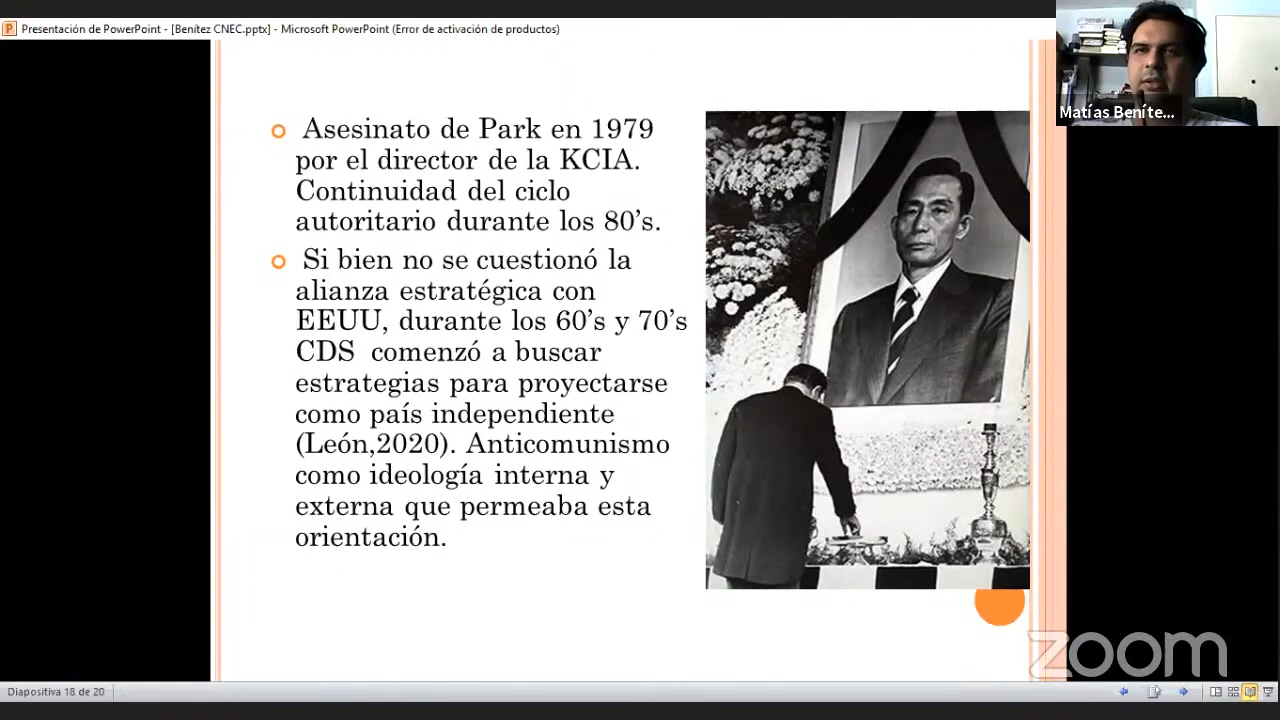 Presentación de PowerPoint - [Benítez CNEC.pptx] - Microsoft PowerPoint (Error de activación de productos)
Matías Beníte...
Asesinato de Park en 1979
por el director de la KCIA.
Continuidad del ciclo
autoritario durante los 80's.
Si bien no se cuestionó la
alianza estratégica con
EEUU, durante los 60's y 70's
CDS comenzó a buscar
estrategias para proyectarse
como país independiente
(León,2020). Anticomunismo
como ideología interna y
externa que permeaba esta
orientación.
zoom
Diapositiva 18 de 20